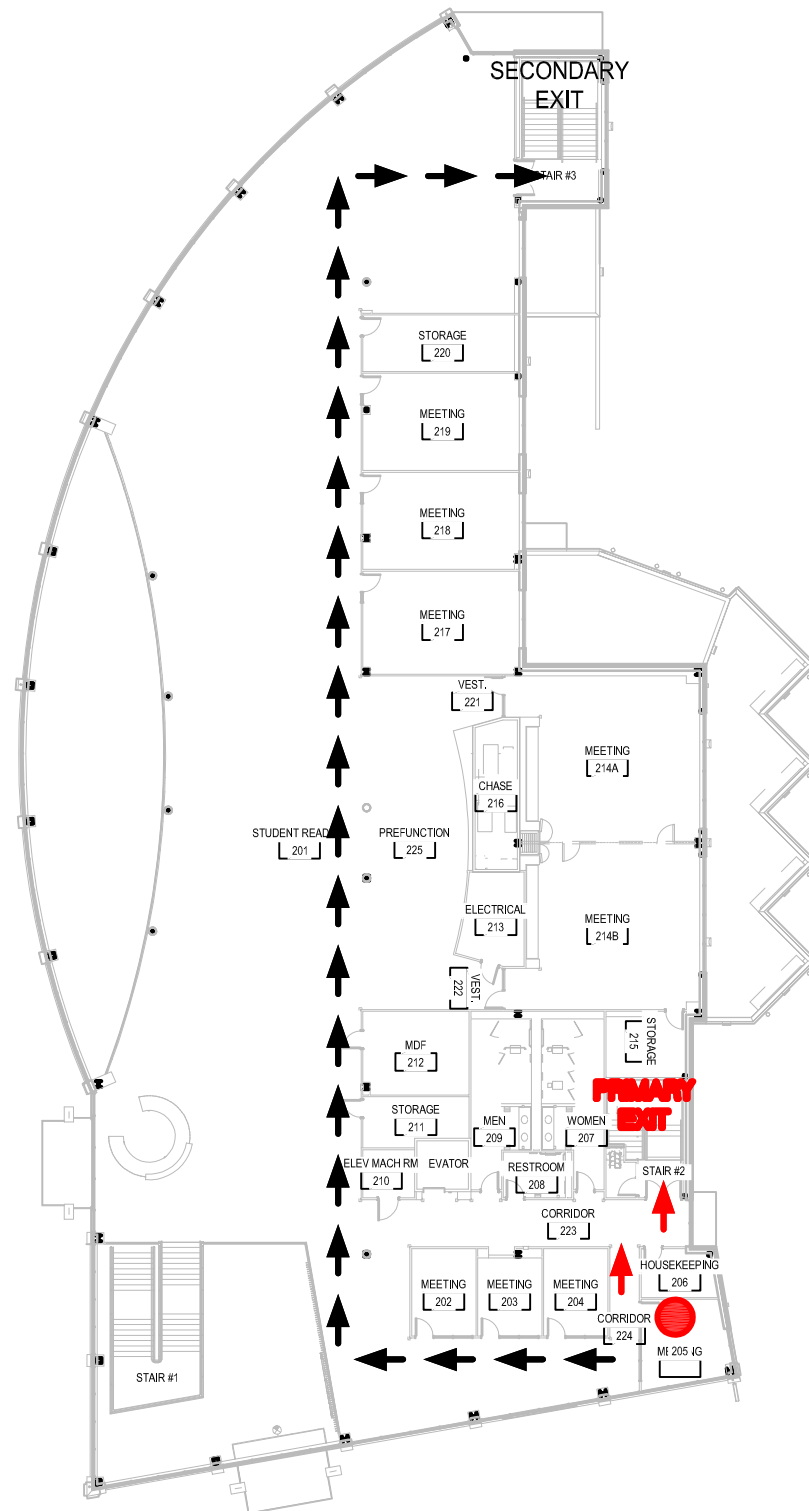 SECONDARY
EXIT
STAIR #3
STORAGE
220
MEETING
219
MEETING
218
MEETING
217
VEST.
221
MEETING
214A
CHASE
216
STUDENT READ
201
PREFUNCTION
225
ELECTRICAL
213
MEETING
214B
VEST.
222
MDF
212
STORAGE
215
PRIMARY
EXIT
STORAGE
211
MEN
209
WOMEN
207
ELEV MACH RM
210
EVATOR
RESTROOM
208
STAIR #2
CORRIDOR
223
HOUSEKEEPING
206
MEETING
202
MEETING
203
MEETING
204
CORRIDOR
224
205
STAIR #1